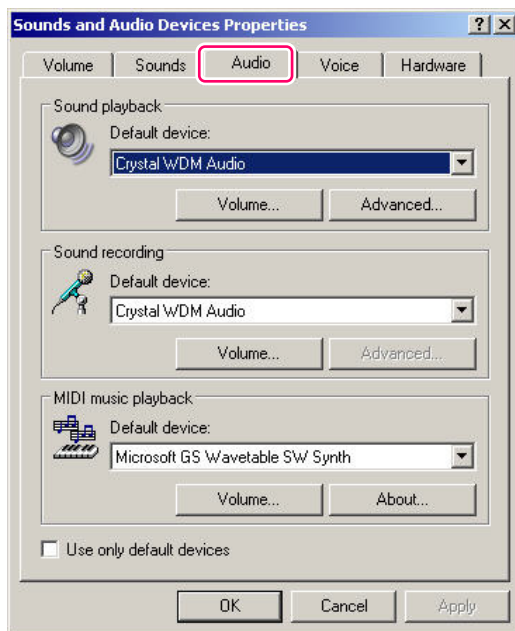 Sounds and Audio Devices Properties
Volume Sounds Audio Voice Hardware
Sound playback
Default device:
Crystal WDM Audio
Volume... Advanced...
Sound recording
Default device:
Crystal WDM Audio
Volume... Advanced...
MIDI music playback
Default device:
Microsoft GS Wavetable SW Synth
Volume... About...
Use only default devices
OK Cancel Apply